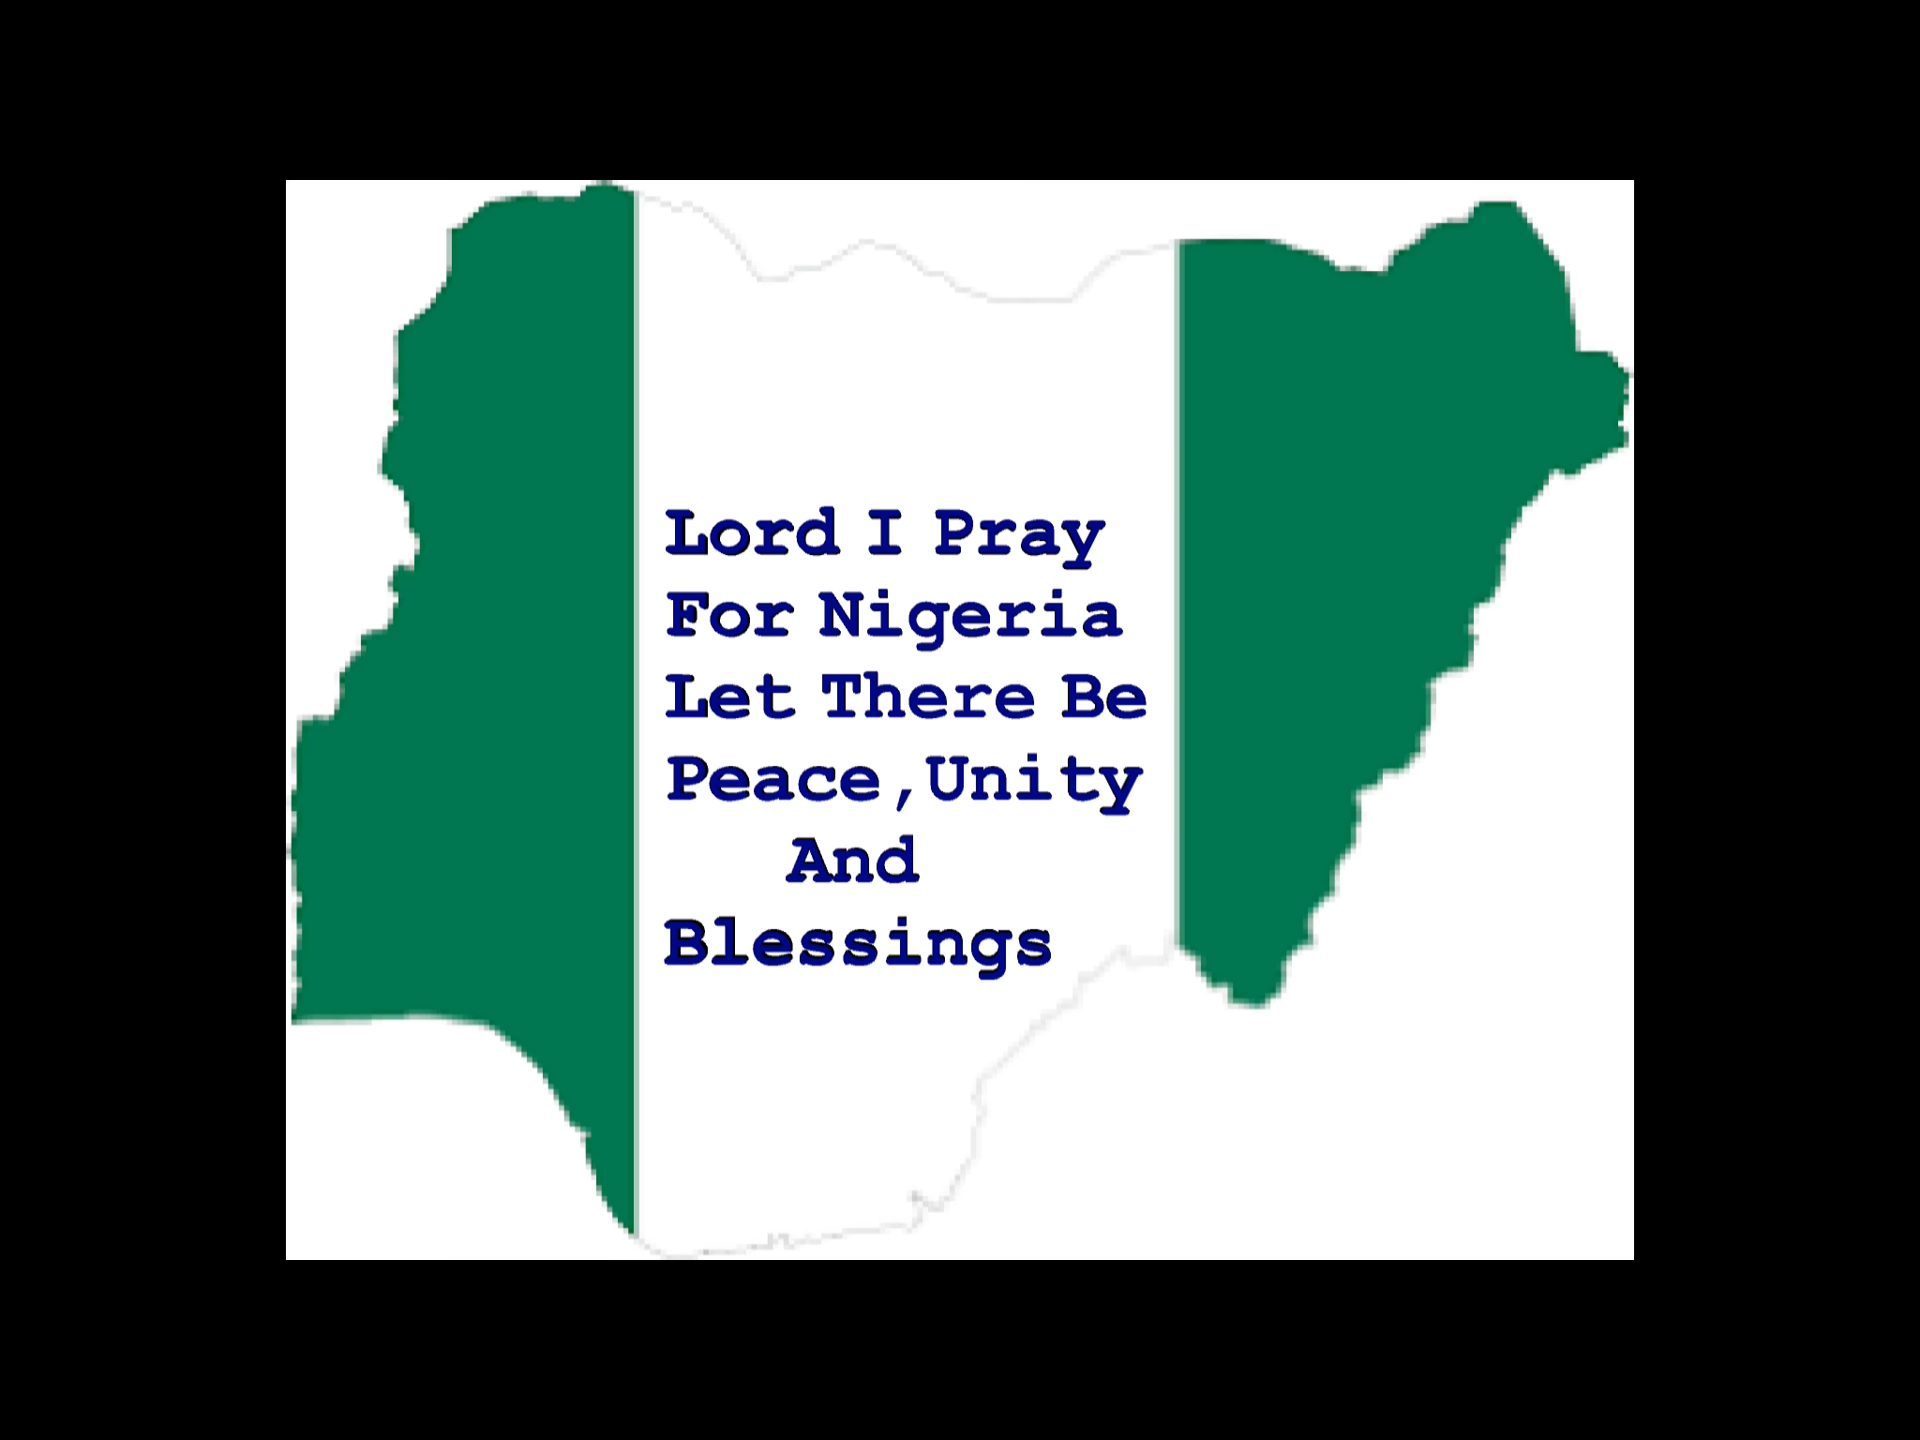 Lord I Pray
For Nigeria
Let There Be
Peace,Unity
And
Blessings